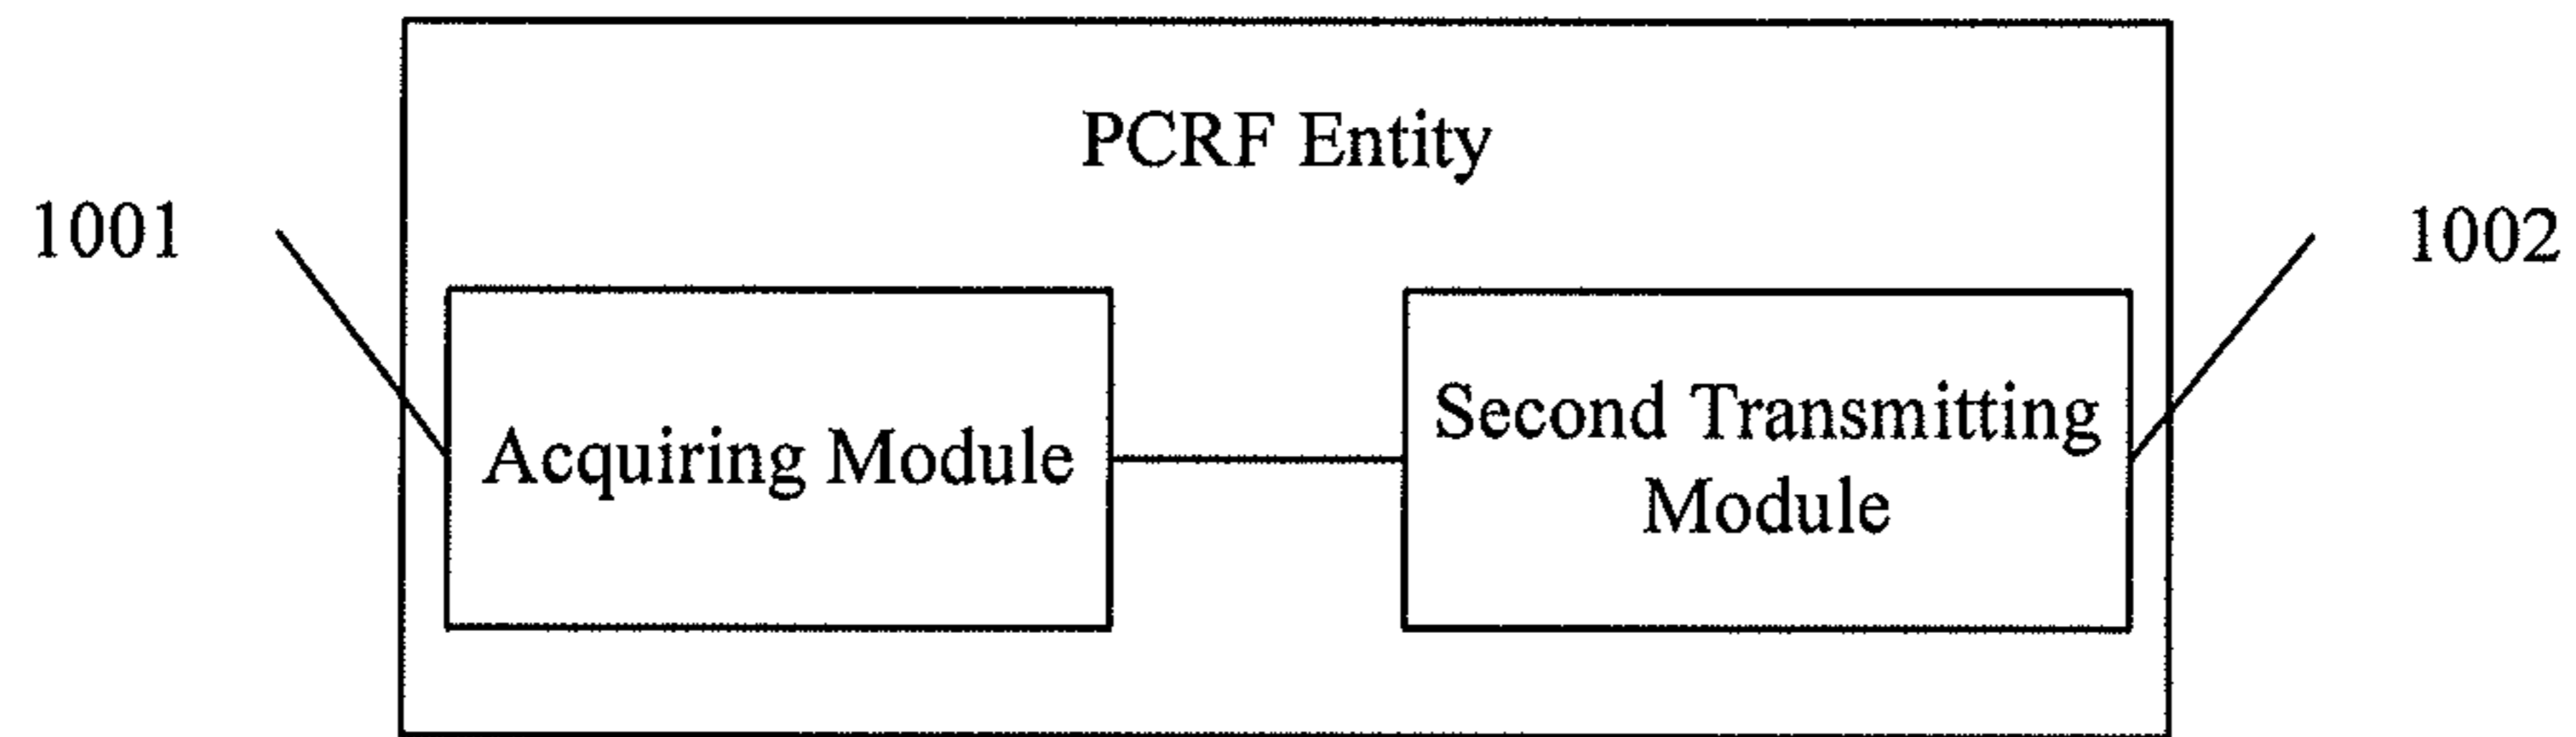 PCRF Entity
1001
1002
Acquiring Module
Second Transmitting
Module